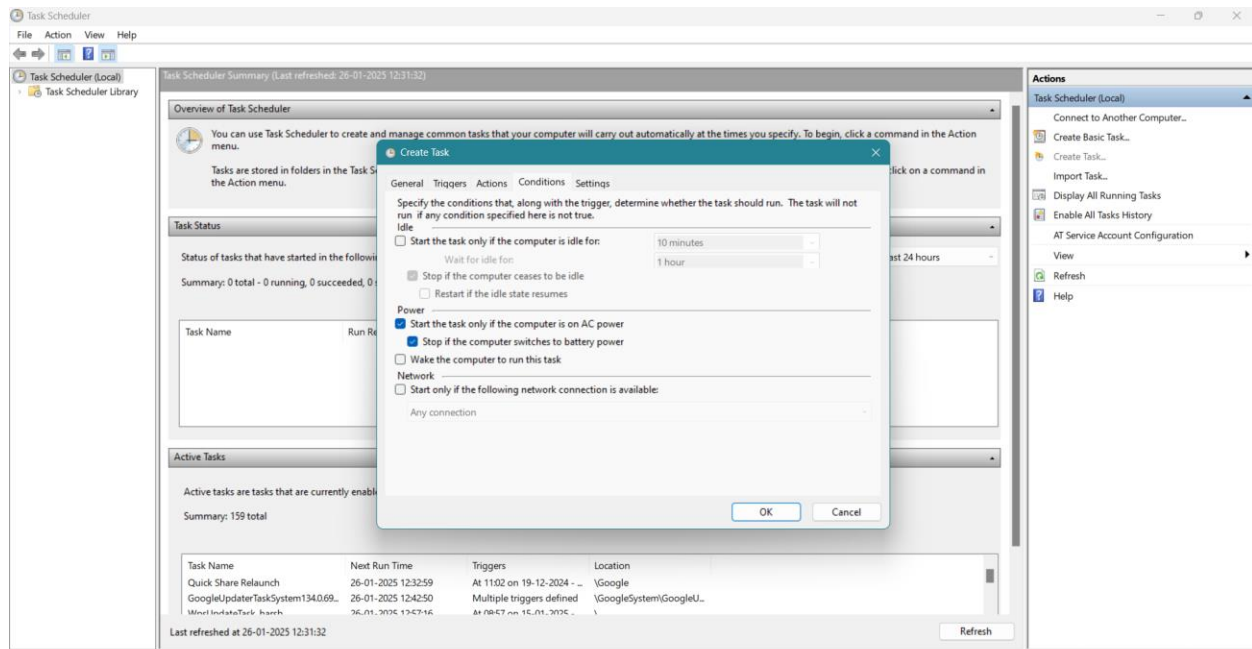 Task Scheduler
File Action View Help
Task Scheduler (Local)
Task Scheduler Library
Task Scheduler Summary (Last refreshed: 26-01-2025 12:31:32)
Overview of Task Scheduler
You can use Task Scheduler to create and manage common tasks that your computer will carry out automatically at the times you specify. To begin, click a command in the Action
menu.
Tasks are stored in folders in the Task
click on a command in
the Action menu.
Task Status
Status of tasks that have started in the
24 hours
Summary: 0 total - 0 running, 0 succeeded, 0
Task Name Run
Active Tasks
Active tasks are tasks that are currently
Summary: 159 total
Task Name Next Run Time Triggers Location
Quick Share Relaunch 26-01-2025 12:32:59 At 11:02 on 19-12-2024 - ... \Google
GoogleUpdaterTaskSystem134.0.69... 26-01-2025 12:42:50 Multiple triggers defined \GoogleSystem\GoogleU...
WpsUpdateTask_harsh 26-01-2025 12:57:16 At 08:57 on 15-01-2025 - \
Last refreshed at 26-01-2025 12:31:32
Refresh
Create Task
General Triggers Actions Conditions Settings
Specify the conditions that, along with the trigger, determine whether the task should run. The task will not
run if any condition specified here is not true.
Idle
Start the task only if the computer is idle for: 10 minutes
Wait for idle for: 1 hour
Stop if the computer ceases to be idle
Restart if the idle state resumes
Power
Start the task only if the computer is on AC power
Stop if the computer switches to battery power
Wake the computer to run this task
Network
Start only if the following network connection is available:
Any connection
OK Cancel
Actions
Task Scheduler (Local)
Connect to Another Computer...
Create Basic Task...
Create Task...
Import Task...
Display All Running Tasks
Enable All Tasks History
AT Service Account Configuration
View
Refresh
Help